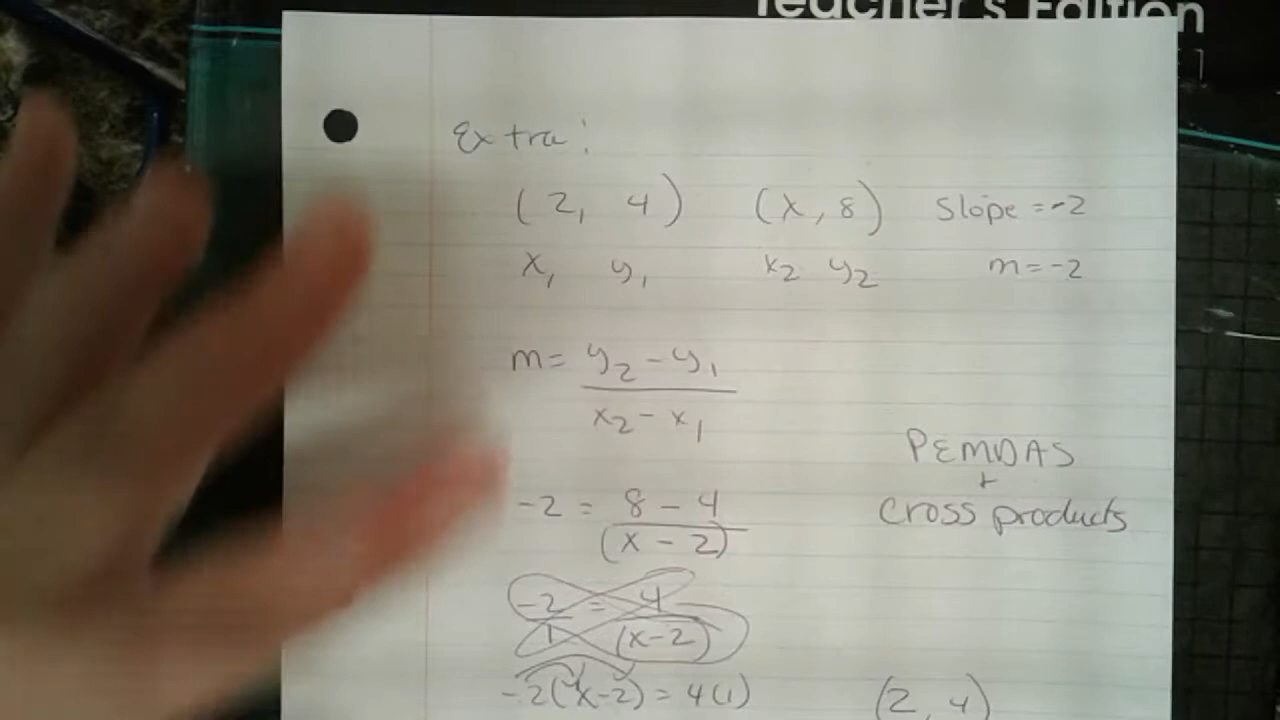 Teacher's Edition
Extra:
(2, 4) (x, 8) Slope = -2
x₁ y₁ x₂ y₂ m = -2
m = y₂ - y₁
x₂ - x₁
PEMDAS
+
Cross products
-2 = 8 - 4
(x - 2)
-2 = 4
1 (x-2)
-2(x-2) = 4(1) (2, 4)